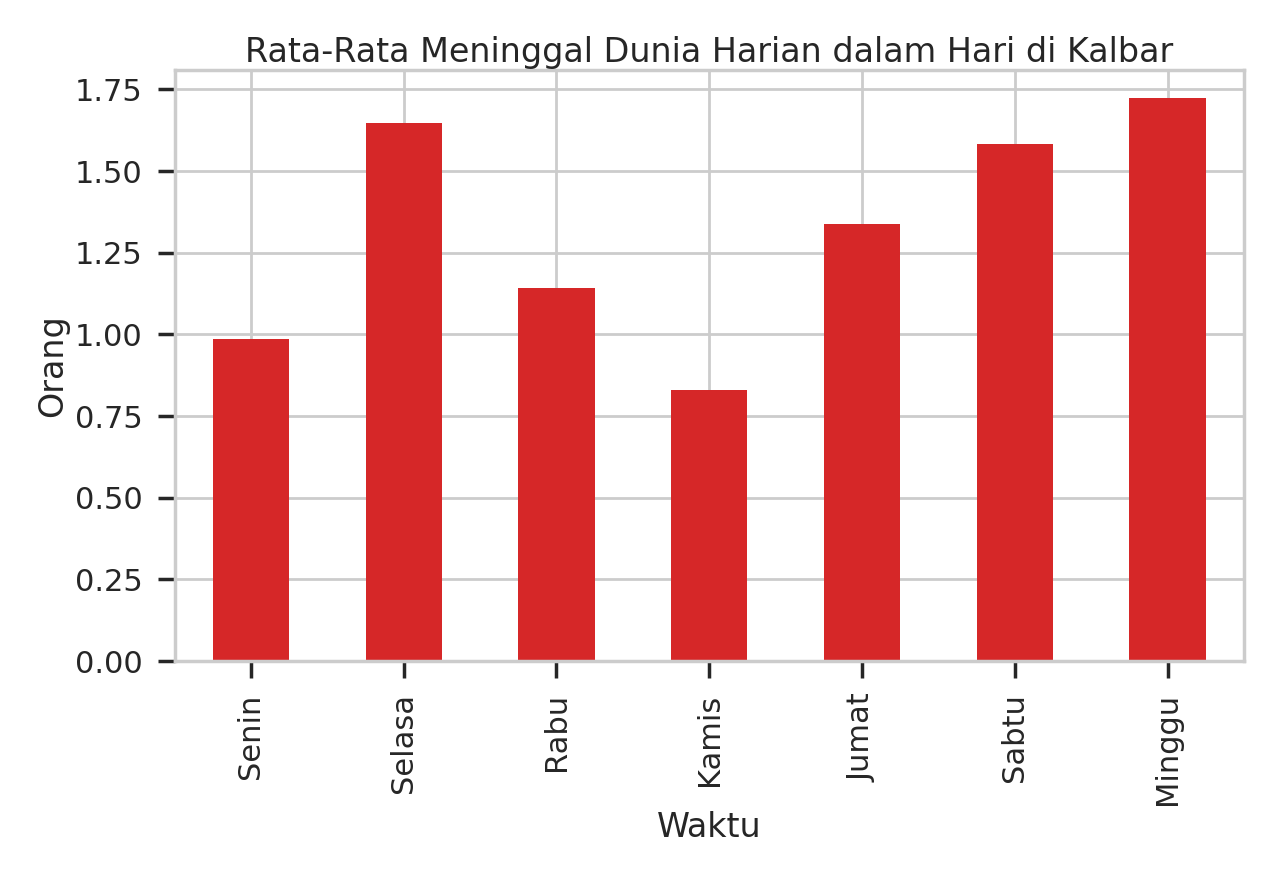 Rata-Rata Meninggal Dunia Harian dalam Hari di Kalbar
1.75
1.50
1.25
1.00
0.75
0.50
0.25
0.00
Orang
Senin
Selasa
Rabu
Kamis
Jumat
Sabtu
Minggu
Waktu